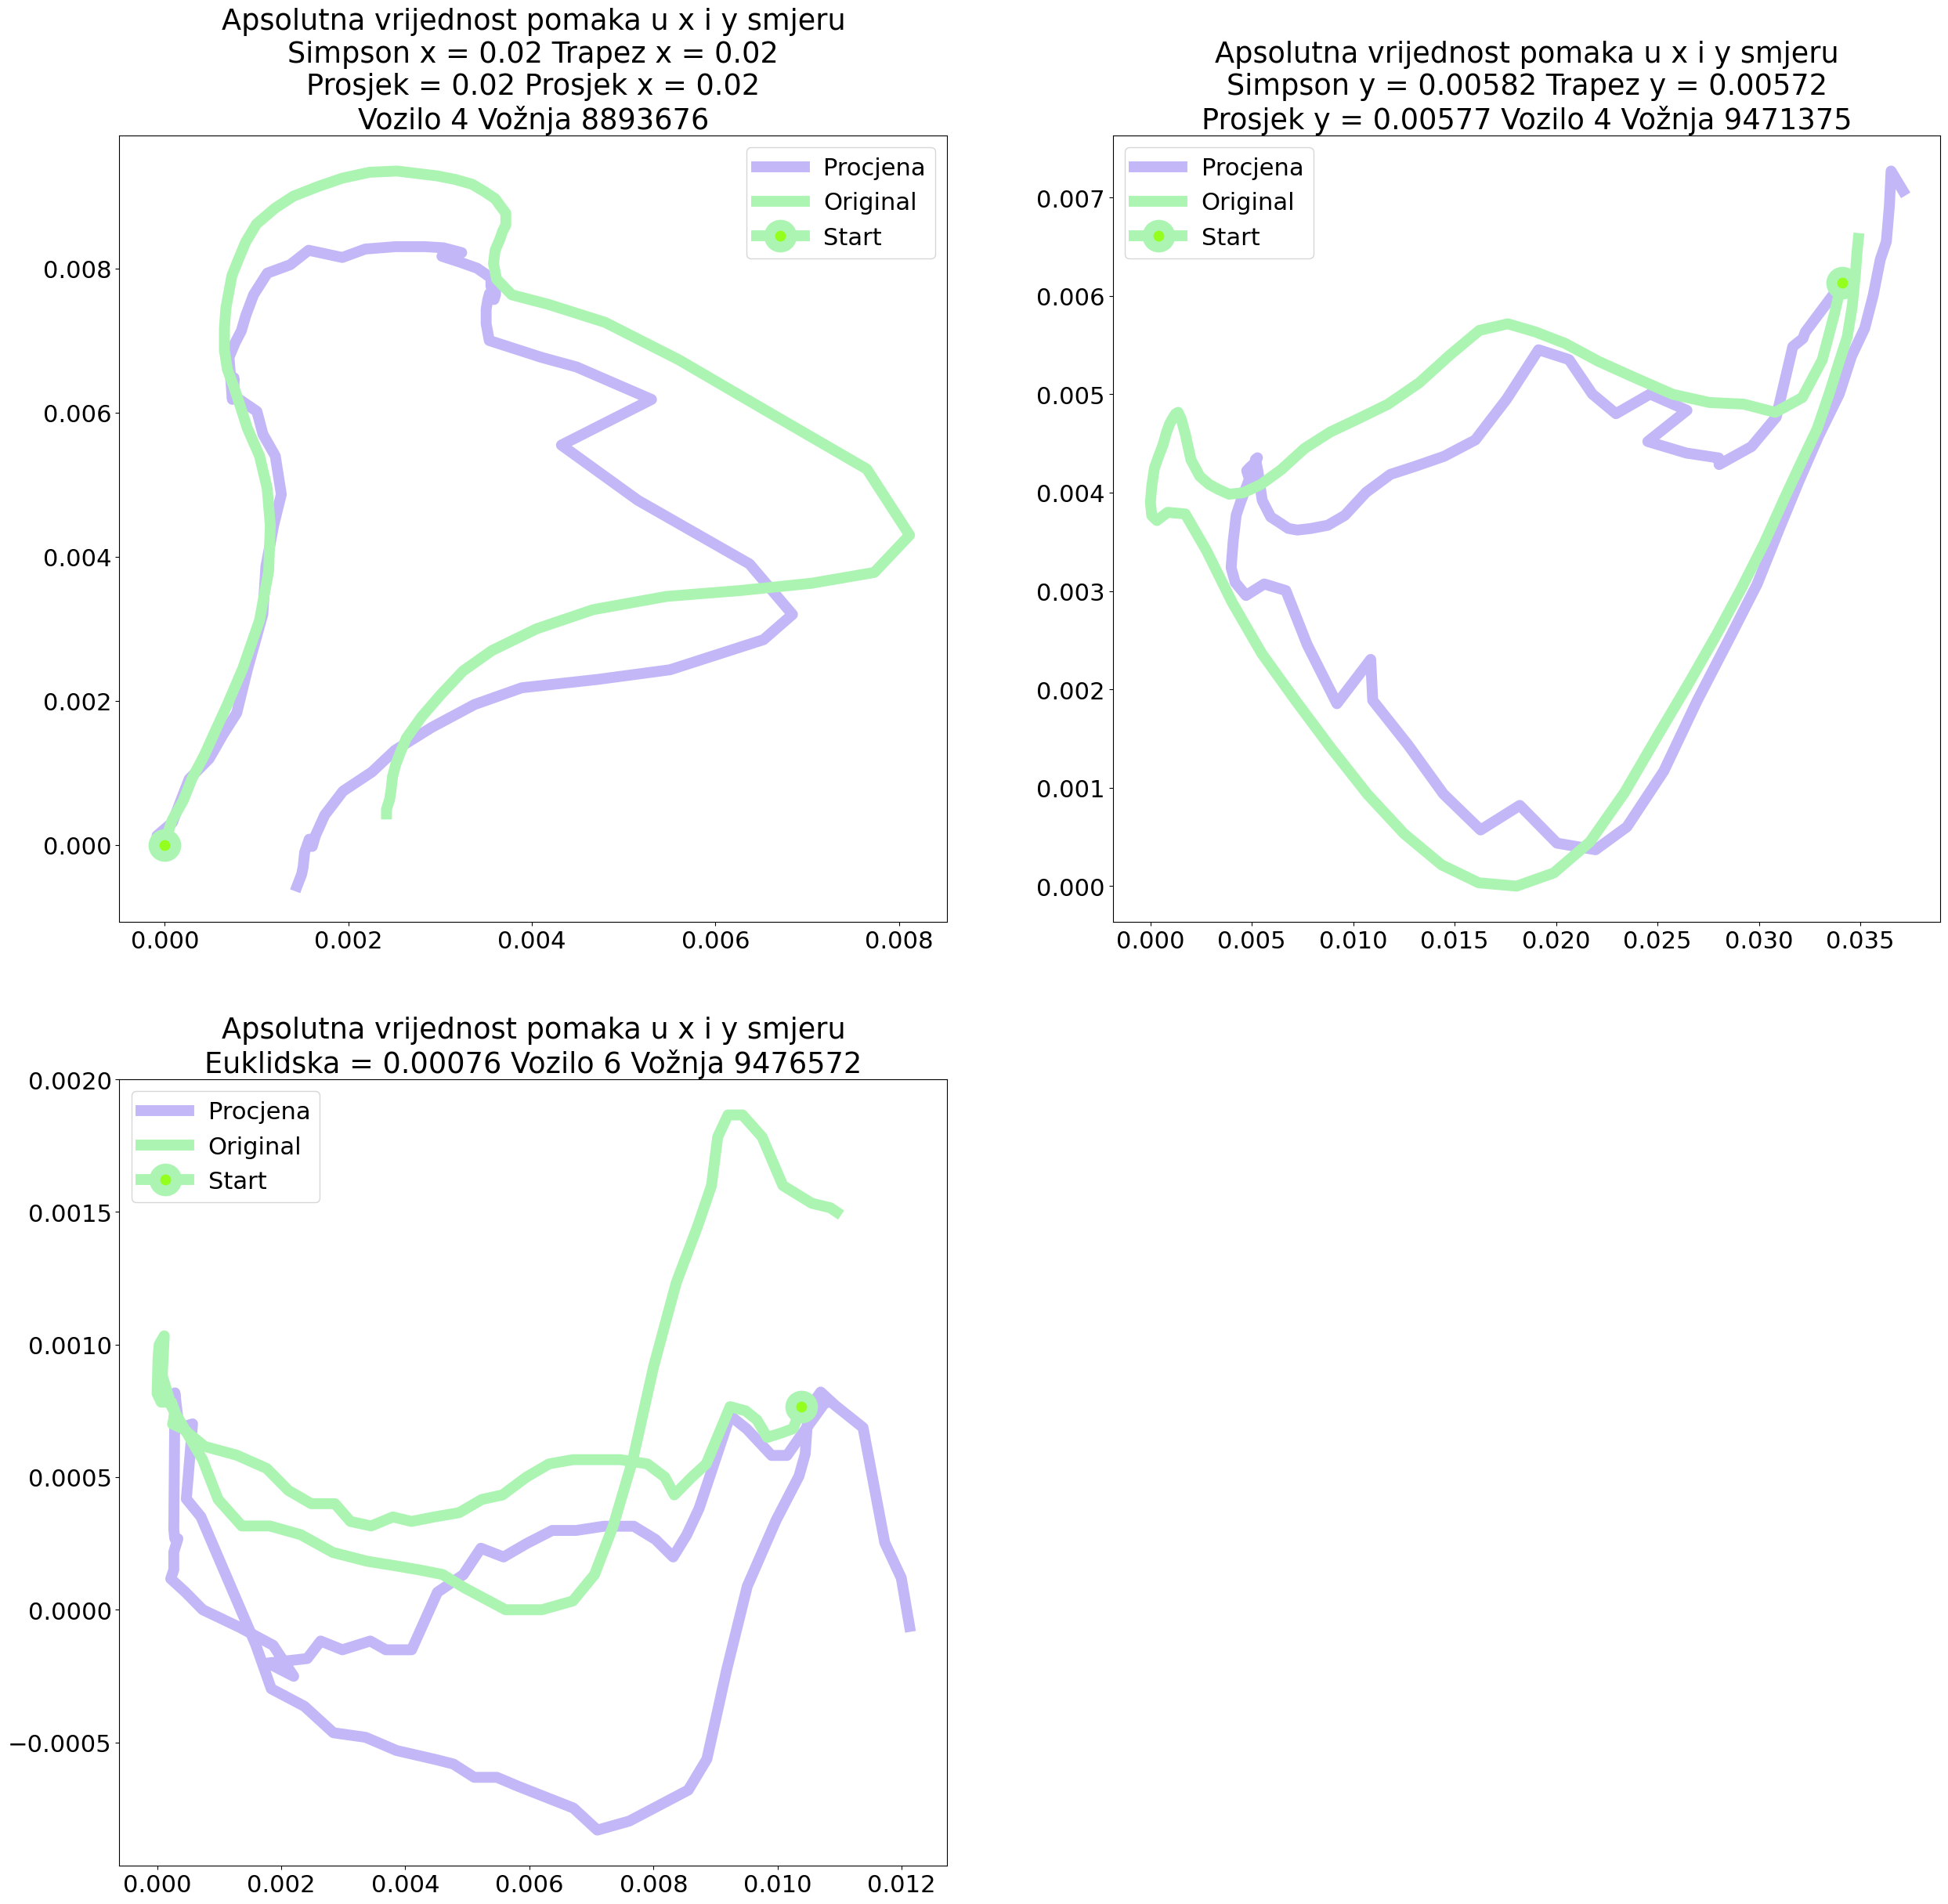 Apsolutna vrijednost pomaka u x i y smjeru
Simpson x = 0.02 Trapez x = 0.02
Prosjek = 0.02 Prosjek x = 0.02
Vozilo 4 Vožnja 8893676
Procjena
Original
Start
0.008
0.006
0.004
0.002
0.000
0.000 0.002 0.004 0.006 0.008
Apsolutna vrijednost pomaka u x i y smjeru
Simpson y = 0.00582 Trapez y = 0.00572
Prosjek y = 0.00577 Vozilo 4 Vožnja 9471375
Procjena
Original
Start
0.007
0.006
0.005
0.004
0.003
0.002
0.001
0.000
0.000 0.005 0.010 0.015 0.020 0.025 0.030 0.035
Apsolutna vrijednost pomaka u x i y smjeru
Euklidska = 0.00076 Vozilo 6 Vožnja 9476572
Procjena
Original
Start
0.0020
0.0015
0.0010
0.0005
0.0000
−0.0005
0.000 0.002 0.004 0.006 0.008 0.010 0.012